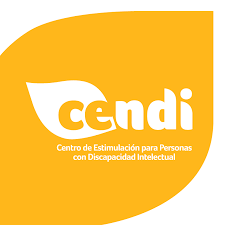 cendi
Centro de Estimulación para Personas
con Discapacidad Intelectual